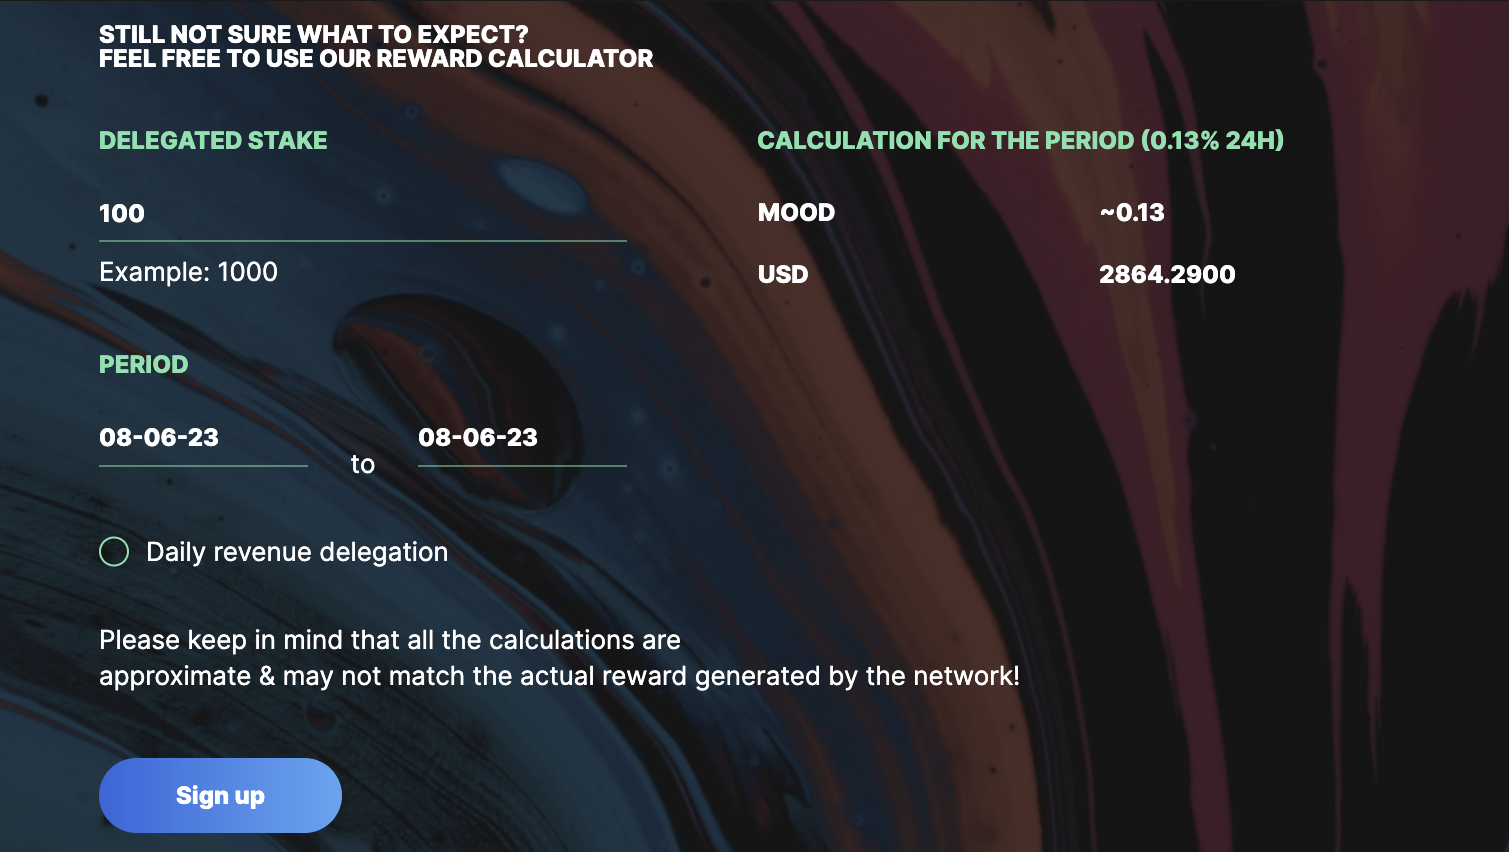 STILL NOT SURE WHAT TO EXPECT?
FEEL FREE TO USE OUR REWARD CALCULATOR
DELEGATED STAKE
100
Example: 1000
PERIOD
08-06-23
to
08-06-23
Daily revenue delegation
CALCULATION FOR THE PERIOD (0.13% 24H)
MOOD ~0.13
USD 2864.2900
Please keep in mind that all the calculations are
approximate & may not match the actual reward generated by the network!
Sign up